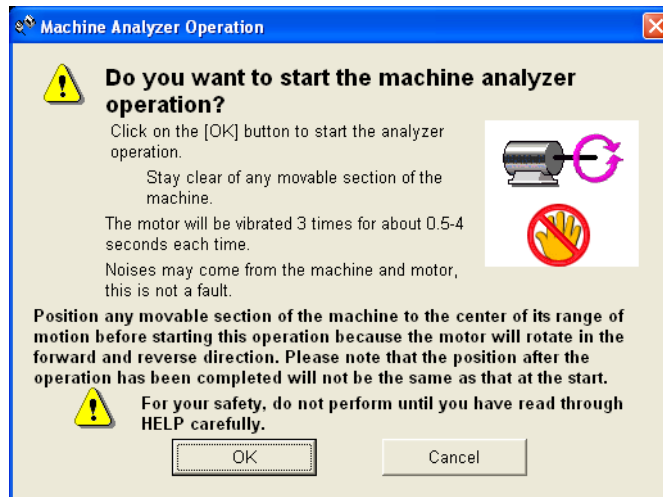 Machine Analyzer Operation
Do you want to start the machine analyzer
operation?
Click on the [OK] button to start the analyzer
operation.
Stay clear of any movable section of the
machine.
The motor will be vibrated 3 times for about 0.5-4
seconds each time.
Noises may come from the machine and motor,
this is not a fault.
Position any movable section of the machine to the center of its range of
motion before starting this operation because the motor will rotate in the
forward and reverse direction. Please note that the position after the
operation has been completed will not be the same as that at the start.
For your safety, do not perform until you have read through
HELP carefully.
OK
Cancel